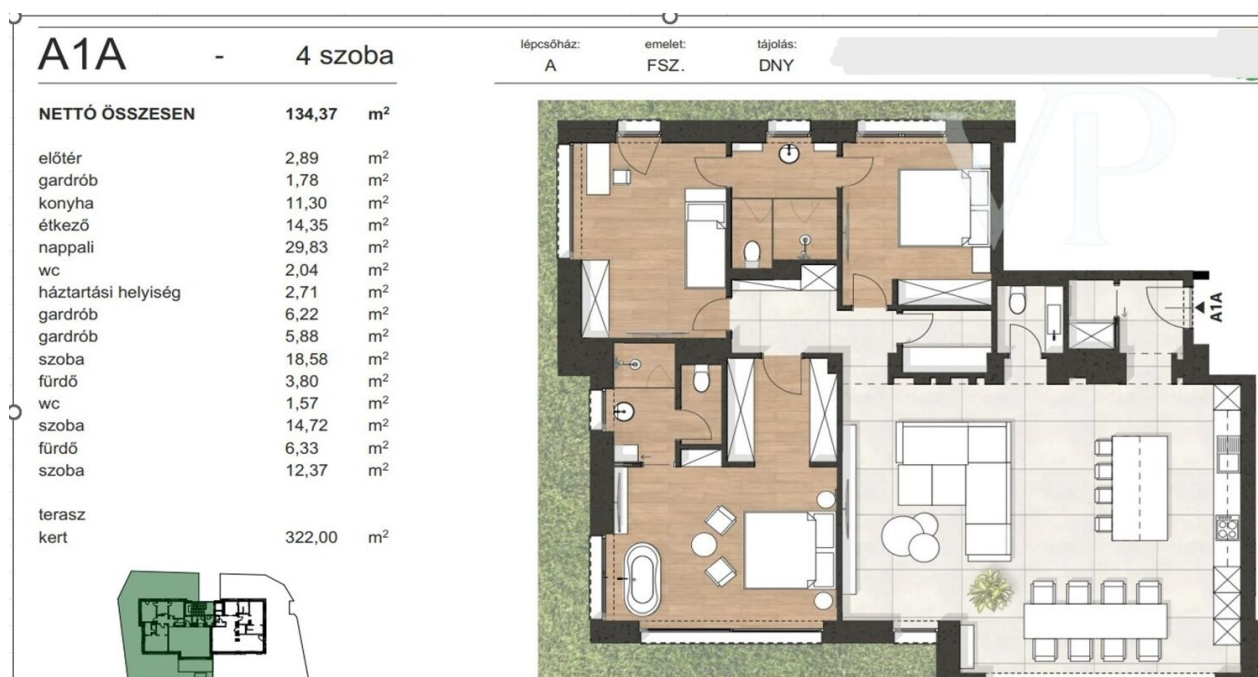 A1A - 4 szoba
lépcsőház: emelet: tájolás:
A FSZ. DNY
NETTÓ ÖSSZESEN 134,37 m²
előtér 2,89 m²
gardrób 1,78 m²
konyha 11,30 m²
étkező 14,35 m²
nappali 29,83 m²
wc 2,04 m²
háztartási helyiség 2,71 m²
gardrób 6,22 m²
gardrób 5,88 m²
szoba 18,58 m²
fürdő 3,80 m²
wc 1,57 m²
szoba 14,72 m²
fürdő 6,33 m²
szoba 12,37 m²
terasz
kert 322,00 m²
A1A
VP